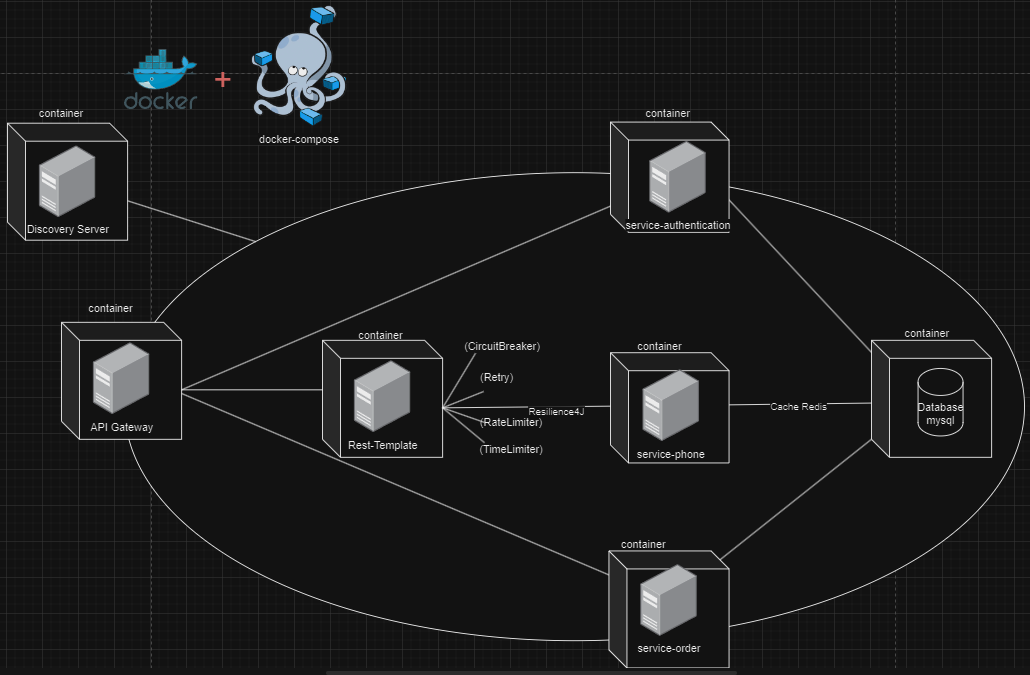 docker
+
docker-compose
container
Discovery Server
container
service-authentication
container
API Gateway
container
Rest-Template
(CircuitBreaker)
(Retry)
Resilience4J
(RateLimiter)
(TimeLimiter)
container
service-phone
Cache Redis
container
Database
mysql
container
service-order